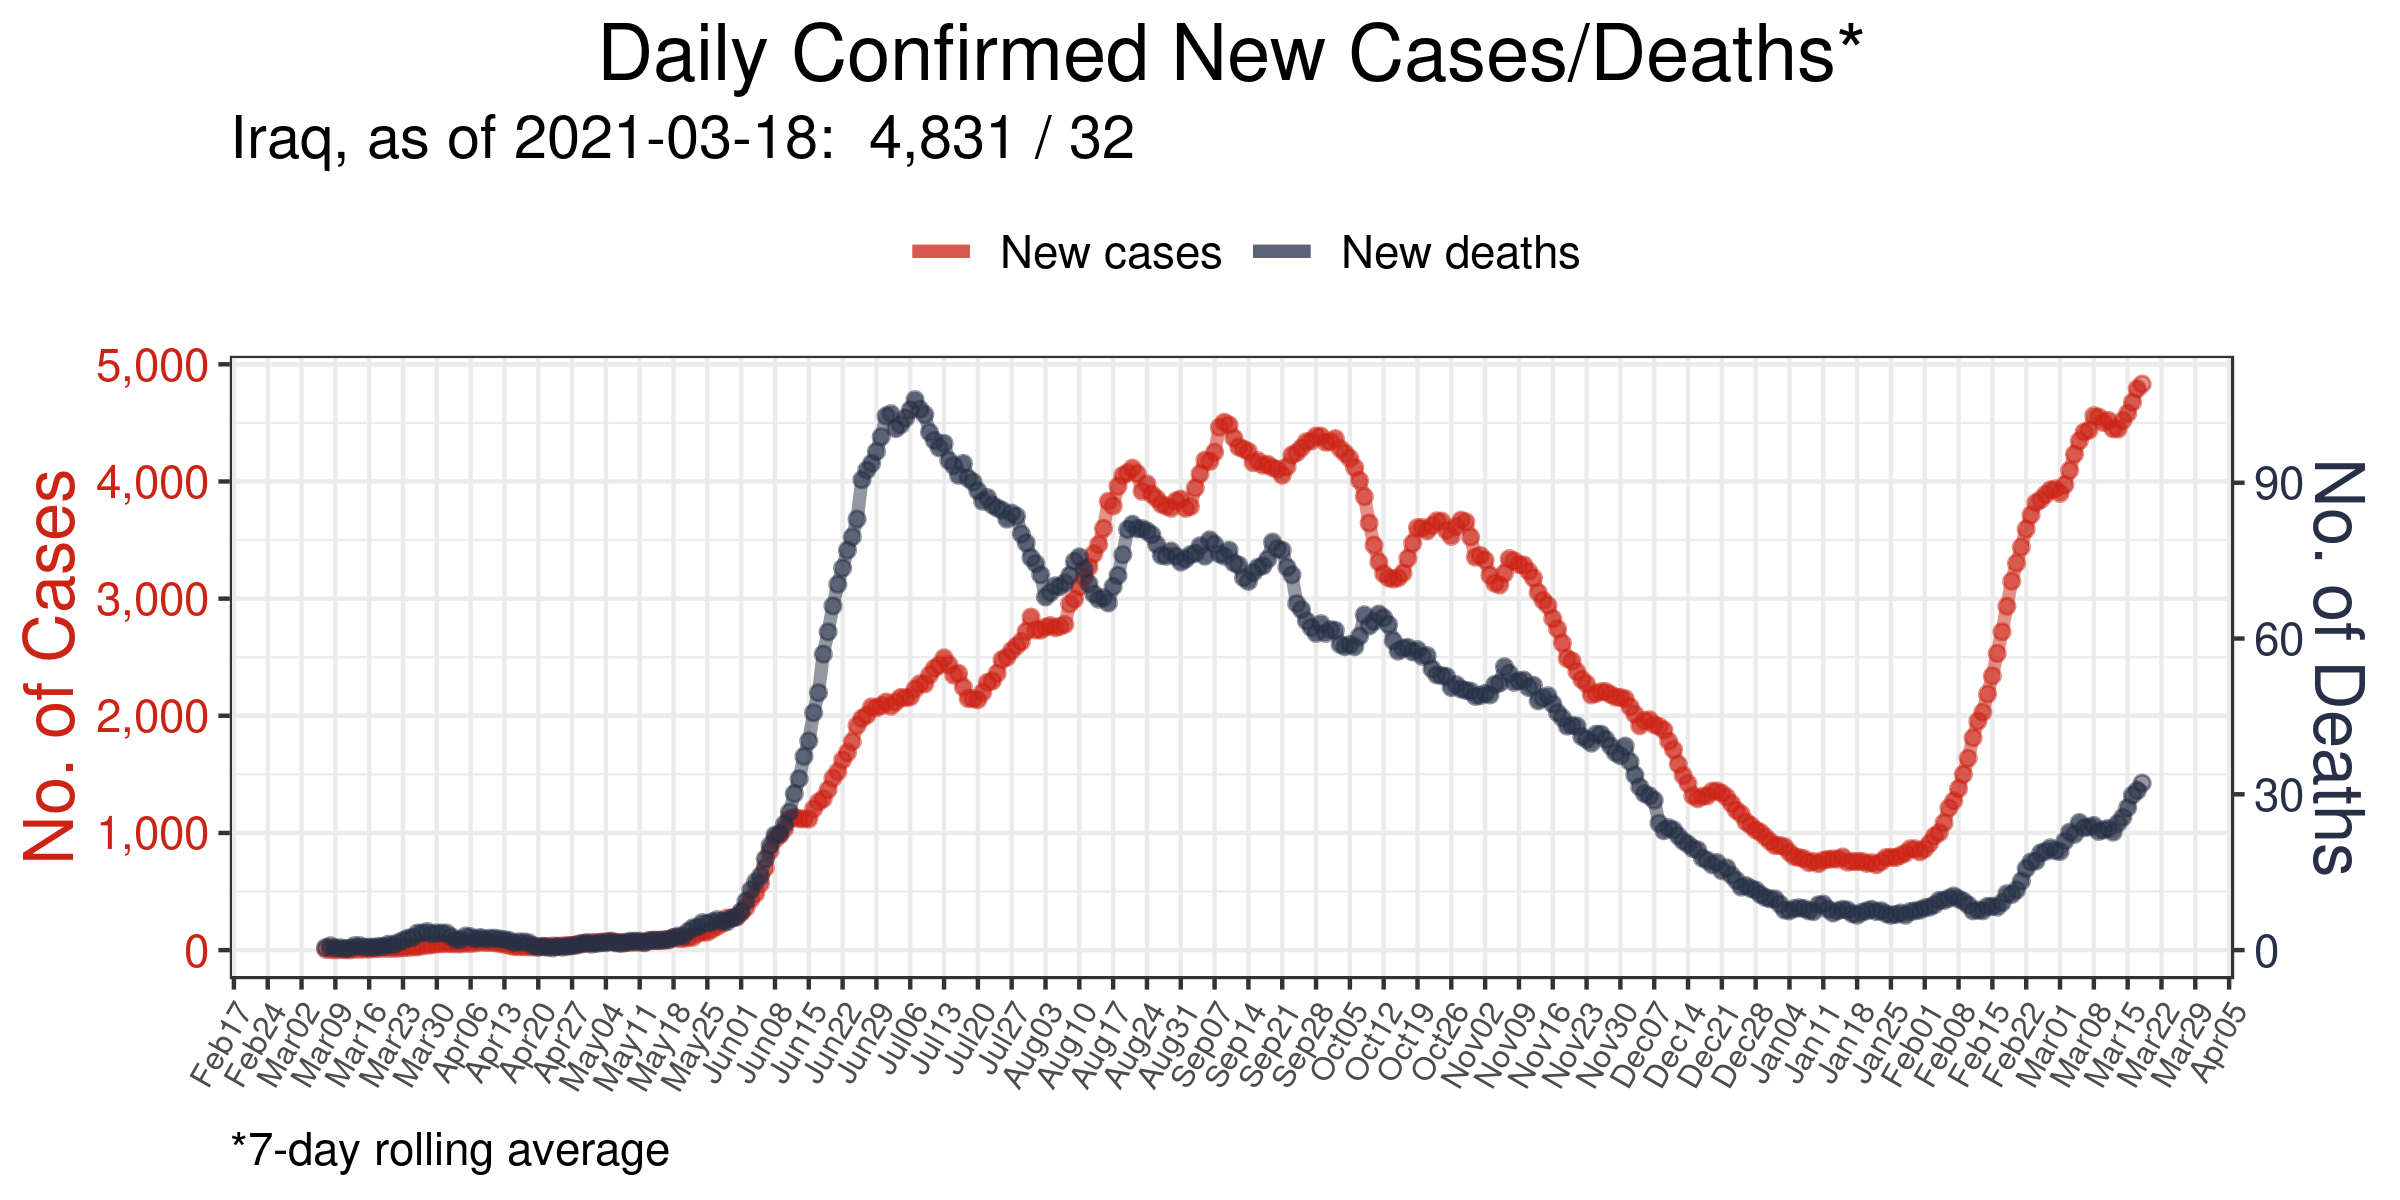 Daily Confirmed New Cases/Deaths*
Iraq, as of 2021-03-18:  4,831 / 32
New cases
New deaths
No. of Cases
5,000
4,000
3,000
2,000
1,000
0
90
60
30
0
No. of Deaths
Feb17
Feb24
Mar02
Mar09
Mar16
Mar23
Mar30
Apr06
Apr13
Apr20
Apr27
May04
May11
May18
May25
Jun01
Jun08
Jun15
Jun22
Jun29
Jul06
Jul13
Jul20
Jul27
Aug03
Aug10
Aug17
Aug24
Aug31
Sep07
Sep14
Sep21
Sep28
Oct05
Oct12
Oct19
Oct26
Nov02
Nov09
Nov16
Nov23
Nov30
Dec07
Dec14
Dec21
Dec28
Jan04
Jan11
Jan18
Jan25
Feb01
Feb08
Feb15
Feb22
Mar01
Mar08
Mar15
Mar22
Mar29
Apr05
*7-day rolling average